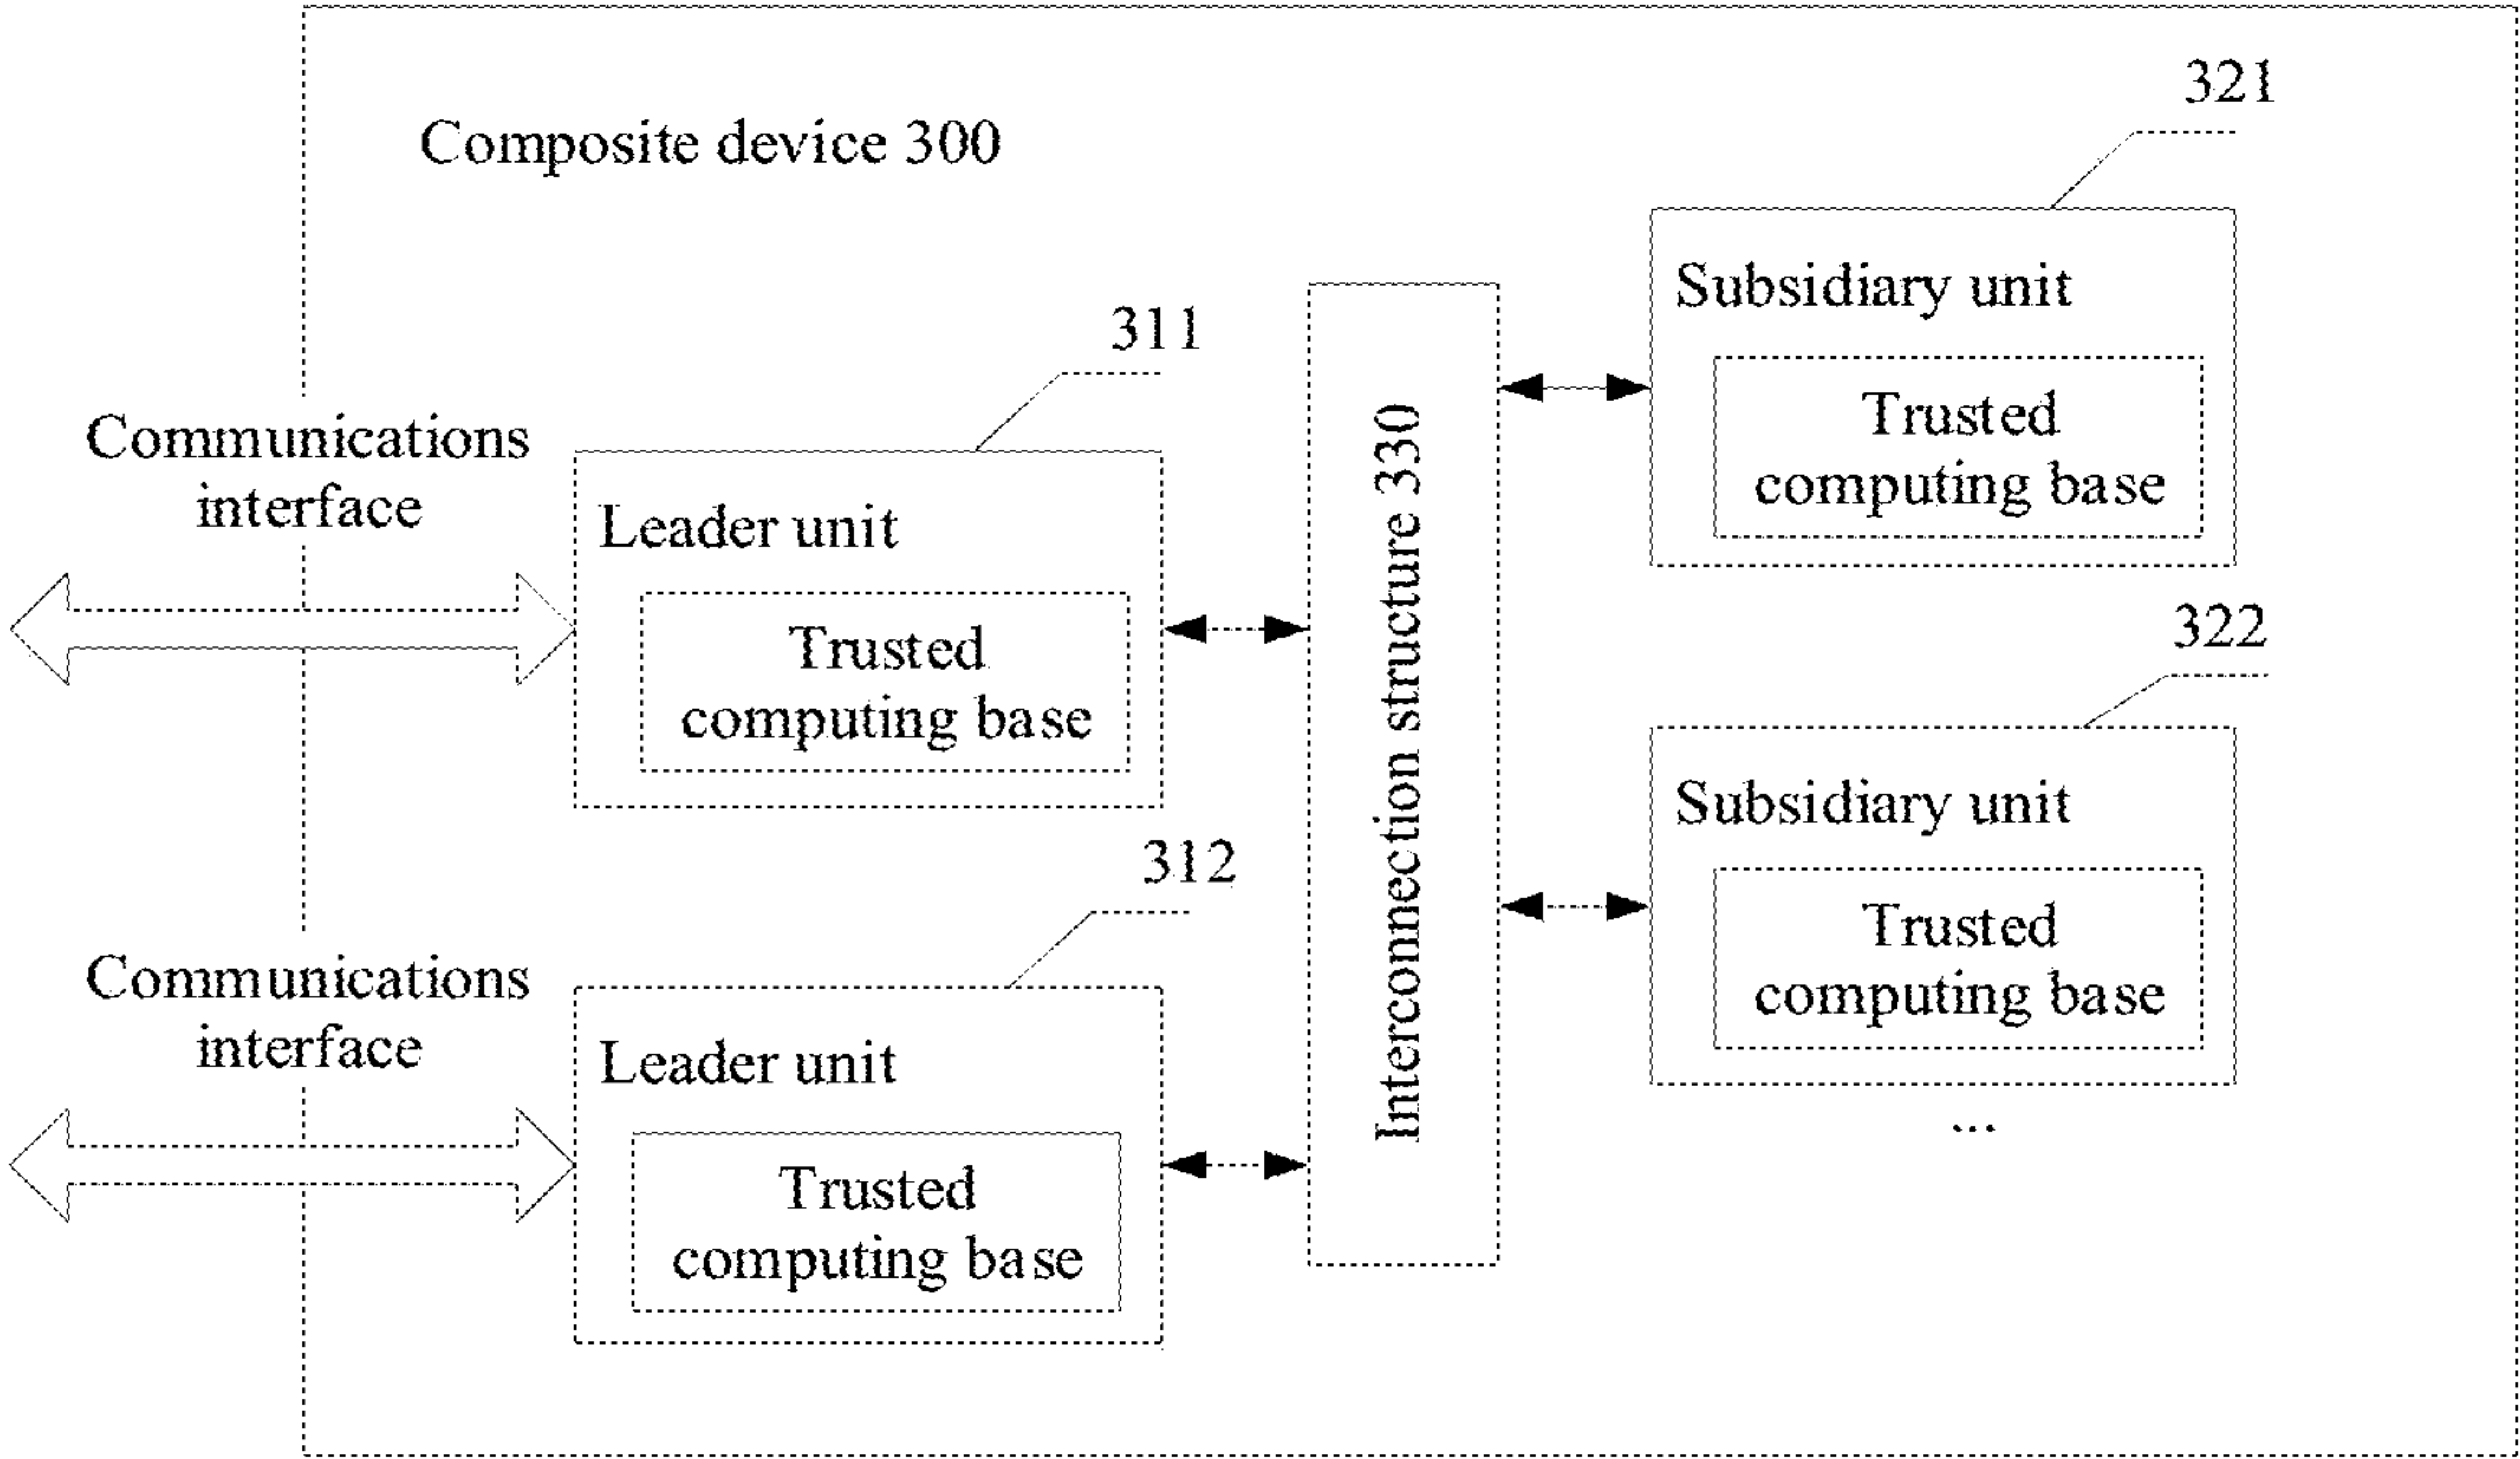 Composite device 300
321
Subsidiary unit
Trusted
computing base
311
Communications
interface
Leader unit
Trusted
computing base
Interconnection structure 330
322
Subsidiary unit
Trusted
computing base
...
312
Communications
interface
Leader unit
Trusted
computing base